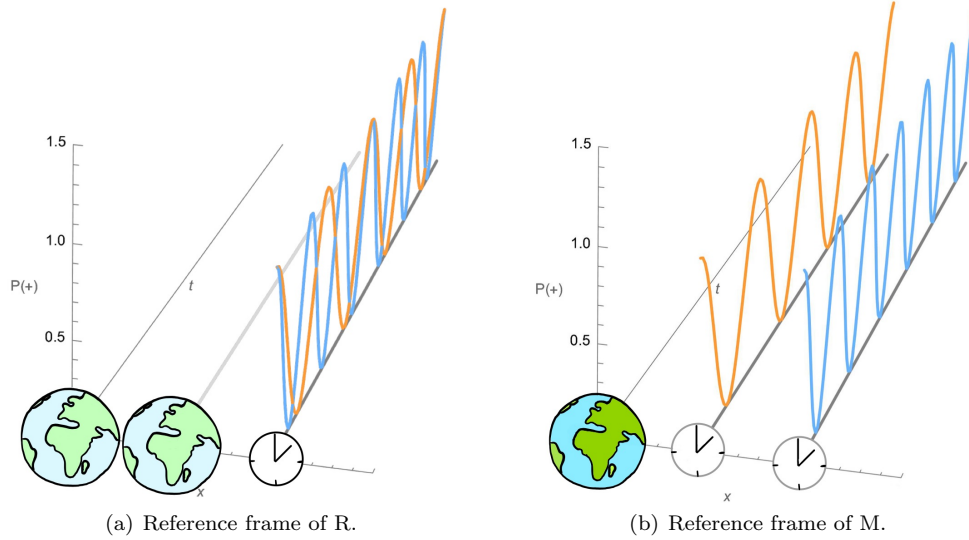 1.5
1.0
P(+)
0.5
t
x
(a) Reference frame of R.
1.5
1.0
P(+)
0.5
t
x
(b) Reference frame of M.